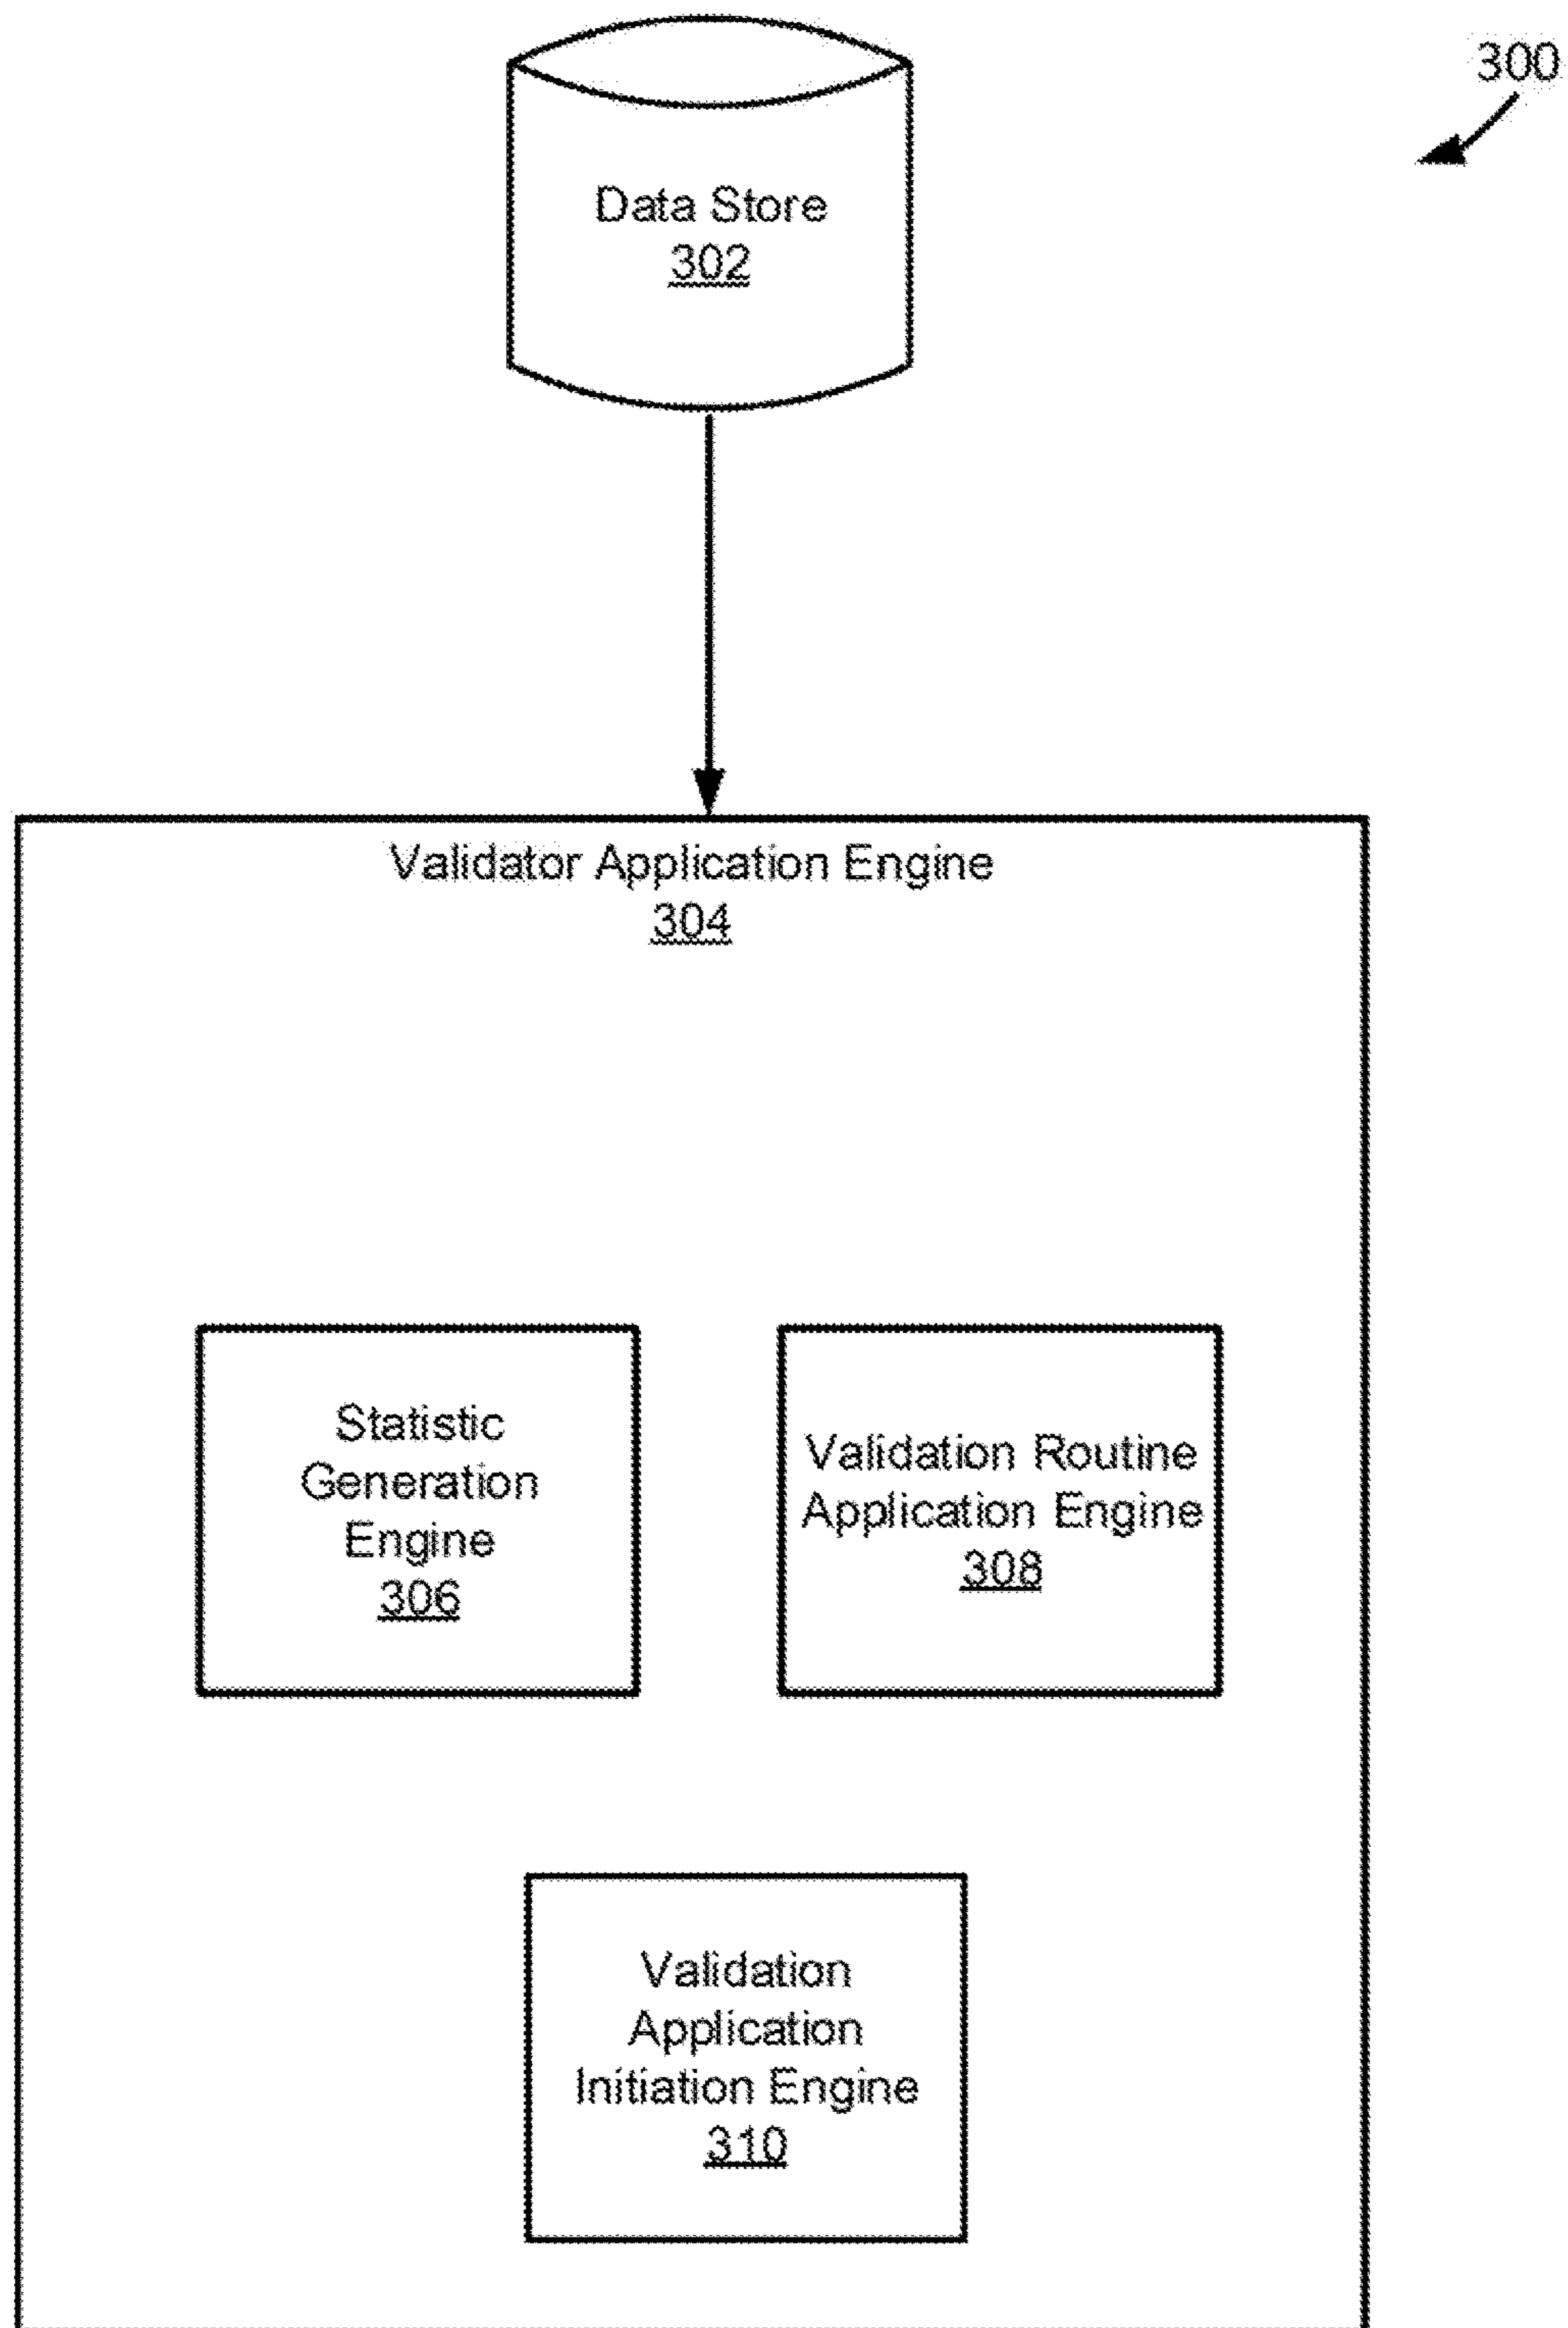 300
Data Store
302
Validator Application Engine
304
Statistic
Generation
Engine
306
Validation Routine
Application Engine
308
Validation
Application
Initiation Engine
310